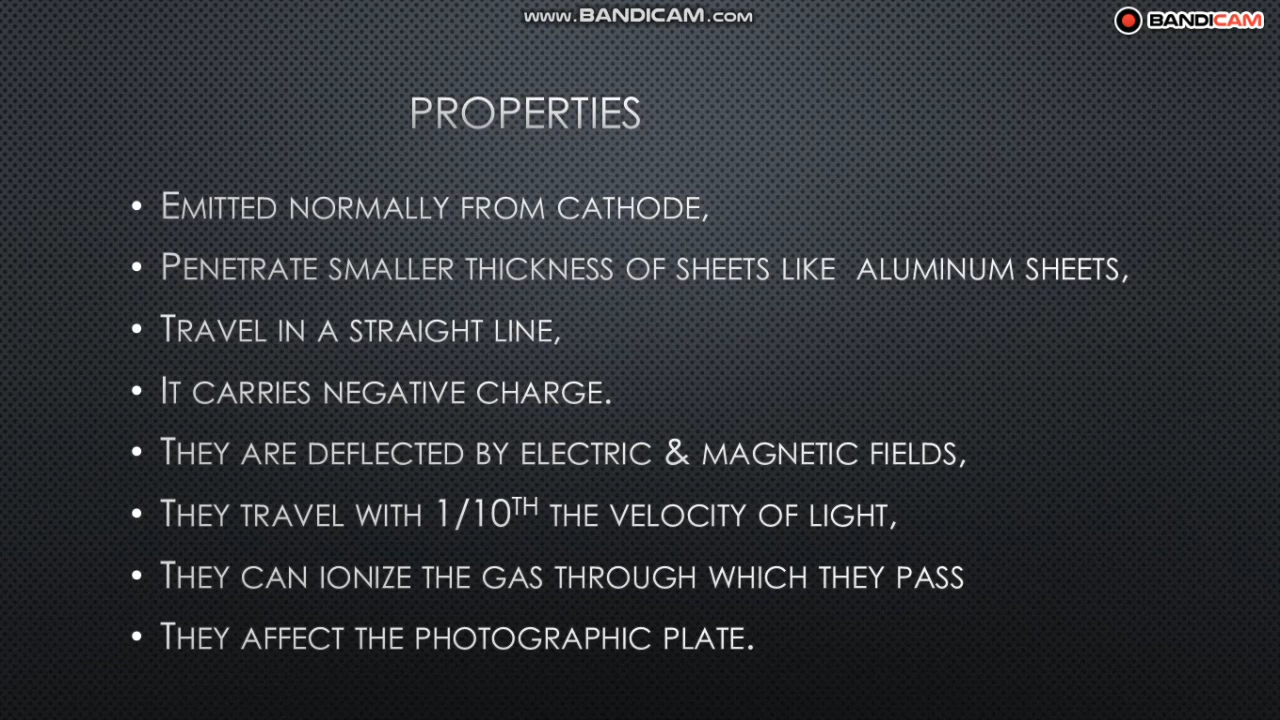 www.BANDICAM.com
BANDICAM
PROPERTIES
• EMITTED NORMALLY FROM CATHODE,
• PENETRATE SMALLER THICKNESS OF SHEETS LIKE ALUMINUM SHEETS,
• TRAVEL IN A STRAIGHT LINE,
• IT CARRIES NEGATIVE CHARGE.
• THEY ARE DEFLECTED BY ELECTRIC & MAGNETIC FIELDS,
• THEY TRAVEL WITH 1/10TH THE VELOCITY OF LIGHT,
• THEY CAN IONIZE THE GAS THROUGH WHICH THEY PASS
• THEY AFFECT THE PHOTOGRAPHIC PLATE.